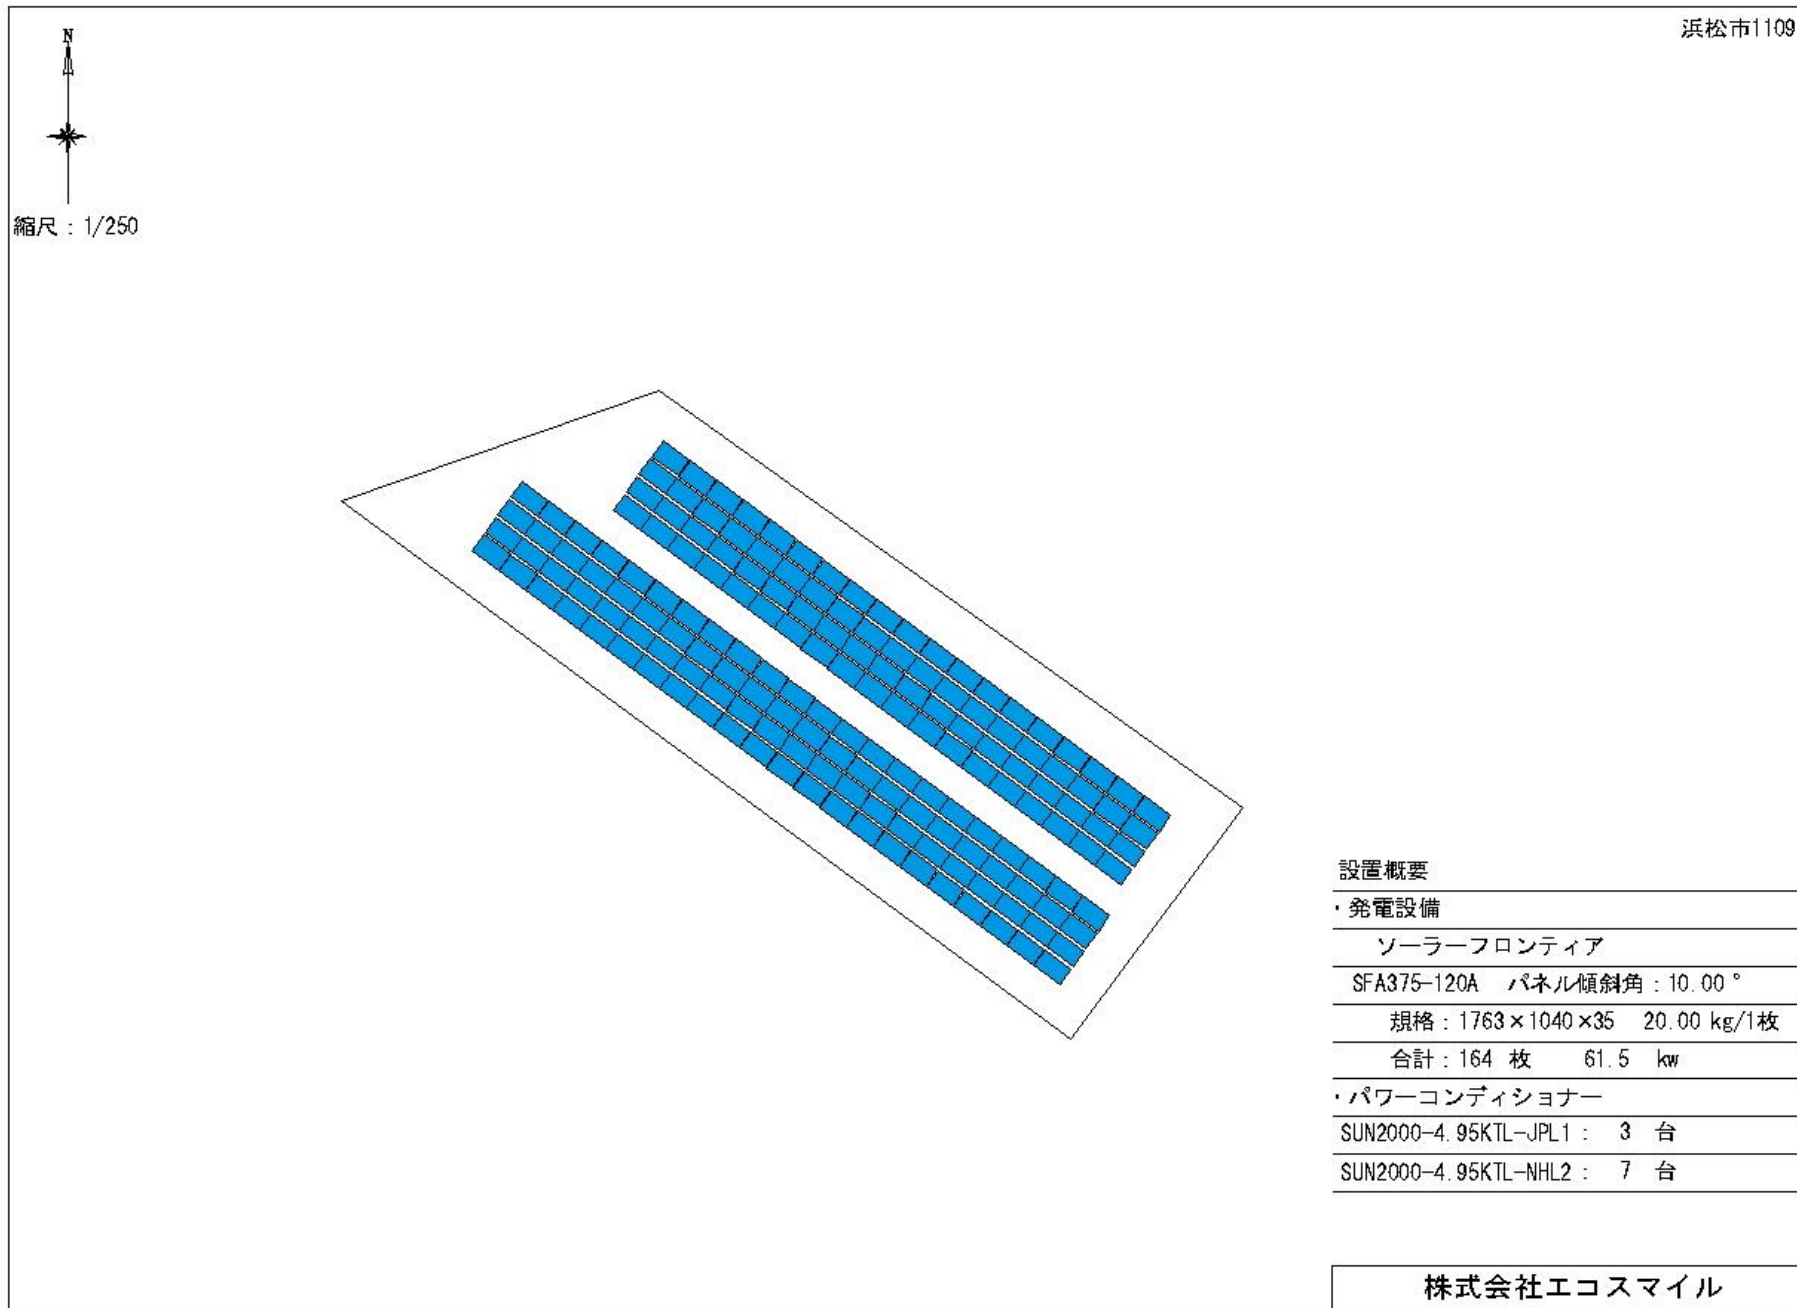 浜松市1109
N
縮尺：1/250
設置概要
・発電設備
ソーラーフロンティア
SFA375-120A パネル傾斜角：10.00°
規格：1763×1040×35 20.00 kg/1枚
合計：164 枚 61.5 kw
・パワーコンディショナー
SUN2000-4.95KTL-JPL1： 3 台
SUN2000-4.95KTL-NHL2： 7 台
株式会社エコスマイル